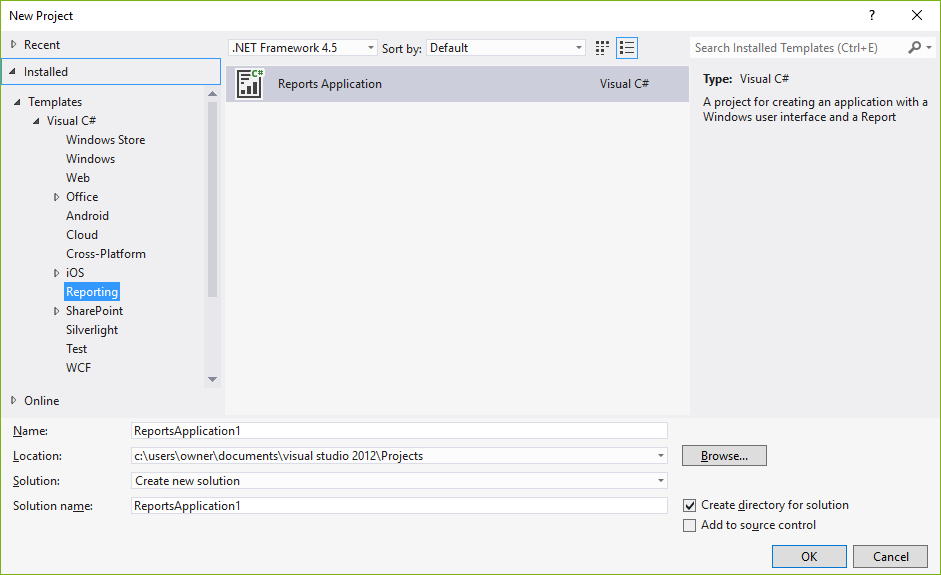 New Project
?
Recent
.NET Framework 4.5
Sort by: Default
Search Installed Templates (Ctrl+E)
Installed
Templates
Visual C#
Windows Store
Windows
Web
Office
Android
Cloud
Cross-Platform
iOS
Reporting
SharePoint
Silverlight
Test
WCF
Online
C#
Reports Application
Visual C#
Type: Visual C#
A project for creating an application with a
Windows user interface and a Report
Name: ReportsApplication1
Location: c:\users\owner\documents\visual studio 2012\Projects
Browse...
Solution: Create new solution
Solution name: ReportsApplication1
Create directory for solution
Add to source control
OK
Cancel